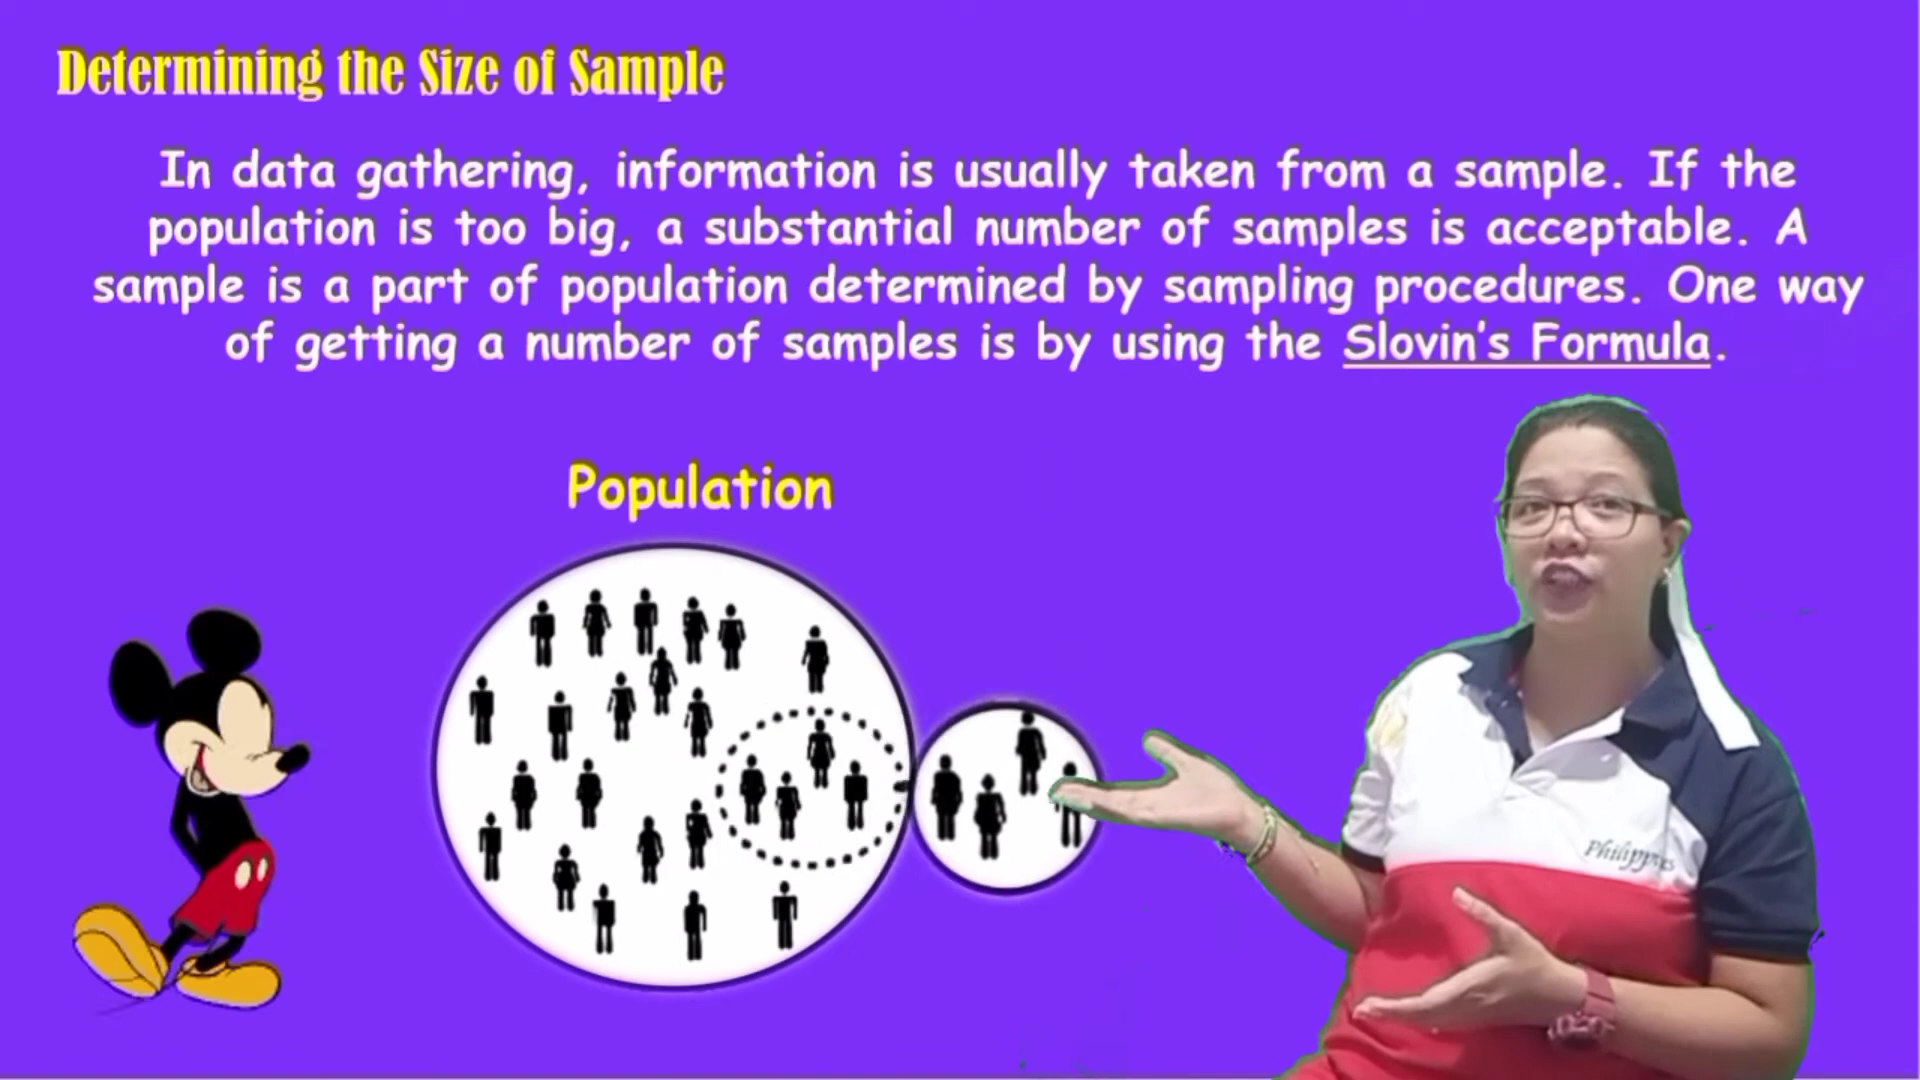 Determining the Size of Sample
In data gathering, information is usually taken from a sample. If the
population is too big, a substantial number of samples is acceptable. A
sample is a part of population determined by sampling procedures. One way
of getting a number of samples is by using the Slovin's Formula.
Population